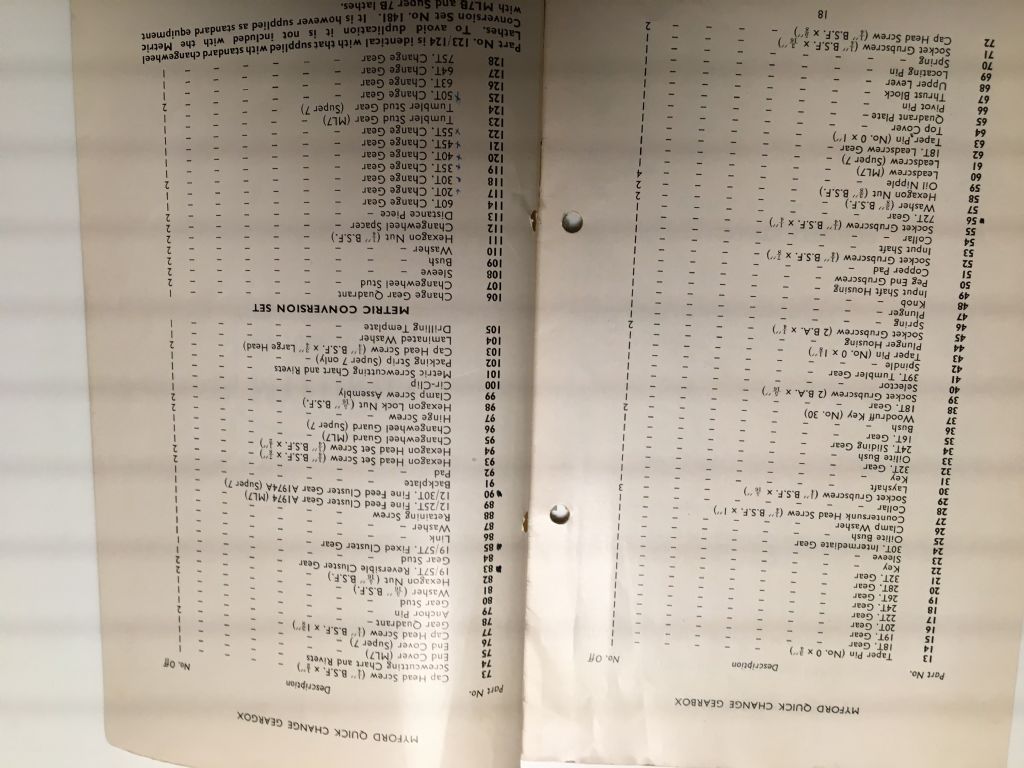 MYFORD QUICK CHANGE GEARBOX
Part No. Description No. Off
13 Taper Pin (No. 0 x ¾")
14 18T. Gear
15 19T. Gear
16 20T. Gear
17 22T. Gear
18 24T. Gear
19 26T. Gear
20 28T. Gear
21 32T. Gear
22 Key
23 Sleeve
24 30T. Intermediate Gear
25 Oilite Bush
26 Clamp Washer
27 Countersunk Head Screw (¼" B.S.F. x 1")
28 Collar
29 Socket Grubscrew (¼" B.S.F. x 3/16")
30 Layshaft
31 Key
32 32T. Gear
33 Oilite Bush
34 24T. Sliding Gear
35 16T. Gear
36 Bush
37 Woodruff Key (No. 30)
38 18T. Gear
39 Socket Grubscrew (2 B.A. x 3/16")
40 Selector
41 39T. Tumbler Gear
42 Spindle
43 Taper Pin (No. 0 x 1¼")
44 Plunger Housing
45 Socket Grubscrew (2 B.A. x ¼")
46 Spring
47 Plunger
48 Knob
49 Input Shaft Housing
50 Peg End Grubscrew
51 Copper Pad
52 Socket Grubscrew (¼" B.S.F. x ¾")
53 Input Shaft
54 Collar
55 Socket Grubscrew (¼" B.S.F. x ¼")
56 72T. Gear
57 Washer (⅜" B.S.F.)
58 Hexagon Nut (⅜" B.S.F.)
59 Oil Nipple
60 Leadscrew (ML7)
61 Leadscrew (Super 7)
62 18T. Leadscrew Gear
63 Taper Pin (No. 0 x 1")
64 Top Cover
65 Quadrant Plate
66 Pivot Pin
67 Thrust Block
68 Upper Lever
69 Locating Pin
70 Spring
71 Socket Grubscrew (¼" B.S.F. x 3/16")
72 Cap Head Screw (¼" B.S.F. x ⅝")
18
MYFORD QUICK CHANGE GEARBOX
Part No. Description No. Off
73 Cap Head Screw (¼" B.S.F. x ¾")
74 Screwcutting Chart and Rivets
75 End Cover (ML7)
76 End Cover (Super 7)
77 Cap Head Screw (¼" B.S.F. x 1¾")
78 Gear Quadrant
79 Anchor Pin
80 Gear Stud
81 Washer (7/16" B.S.F.)
82 Hexagon Nut (7/16" B.S.F.)
83 19/57T. Reversible Cluster Gear
84 Gear Stud
85 19/57T. Fixed Cluster Gear
86 Link
87 Washer
88 Retaining Screw
89 12/25T. Fine Feed Cluster Gear A1974 (ML7)
90 12/30T. Fine Feed Cluster Gear A1974A (Super 7)
91 Backplate
92 Pad
93 Hexagon Head Set Screw (¼" B.S.F. x ¾")
94 Hexagon Head Set Screw (¼" B.S.F. x ½")
95 Changewheel Guard (ML7)
96 Changewheel Guard (Super 7)
97 Hinge Screw
98 Hexagon Lock Nut (5/16" B.S.F.)
99 Clamp Screw Assembly
100 Cir-Clip
101 Metric Screwcutting Chart and Rivets
102 Packing Strip (Super 7 only)
103 Cap Head Screw (¼" B.S.F. x ¾" Large Head)
104 Laminated Washer
105 Drilling Template
METRIC CONVERSION SET
106 Change Gear Quadrant
107 Stud
108 Sleeve
109 Bush
110 Washer
111 Hexagon Nut (⅜" B.S.F.)
112 Changewheel Spacer
113 Distance Piece
114 60T. Change Gear
117 20T. Change Gear
118 30T. Change Gear
119 35T. Change Gear
120 40T. Change Gear
121 45T. Change Gear
122 55T. Change Gear
123 Tumbler Stud Gear (ML7)
124 Tumbler Stud Gear (Super 7)
125 50T. Change Gear
126 63T. Change Gear
127 64T. Change Gear
128 75T. Change Gear
Part No. 123/124 is identical with that supplied with standard changewheel
Lathes. To avoid duplication it is not included with the Metric
Conversion Set No. 1481. It is however supplied as standard equipment
with ML7B and Super 7B lathes.